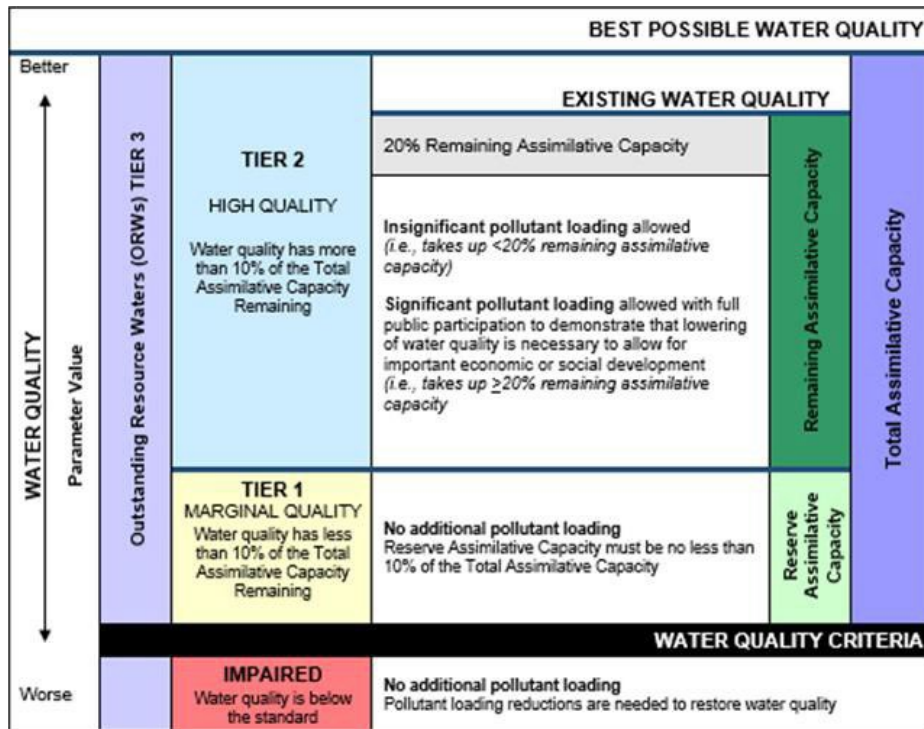 BEST POSSIBLE WATER QUALITY
Better
WATER QUALITY
Parameter Value
Worse
Outstanding Resource Waters (ORWs) TIER 3
TIER 2
HIGH QUALITY
Water quality has more
than 10% of the Total
Assimilative Capacity
Remaining
EXISTING WATER QUALITY
20% Remaining Assimilative Capacity
Insignificant pollutant loading allowed
(i.e., takes up <20% remaining assimilative
capacity)
Significant pollutant loading allowed with full
public participation to demonstrate that lowering
of water quality is necessary to allow for
important economic or social development
(i.e., takes up ≥20% remaining assimilative
capacity
Remaining Assimilative Capacity
Total Assimilative Capacity
TIER 1
MARGINAL QUALITY
Water quality has less
than 10% of the Total
Assimilative Capacity
Remaining
No additional pollutant loading
Reserve Assimilative Capacity must be no less than
10% of the Total Assimilative Capacity
Reserve
Assimilative
Capacity
WATER QUALITY CRITERIA
IMPAIRED
Water quality is below
the standard
No additional pollutant loading
Pollutant loading reductions are needed to restore water quality